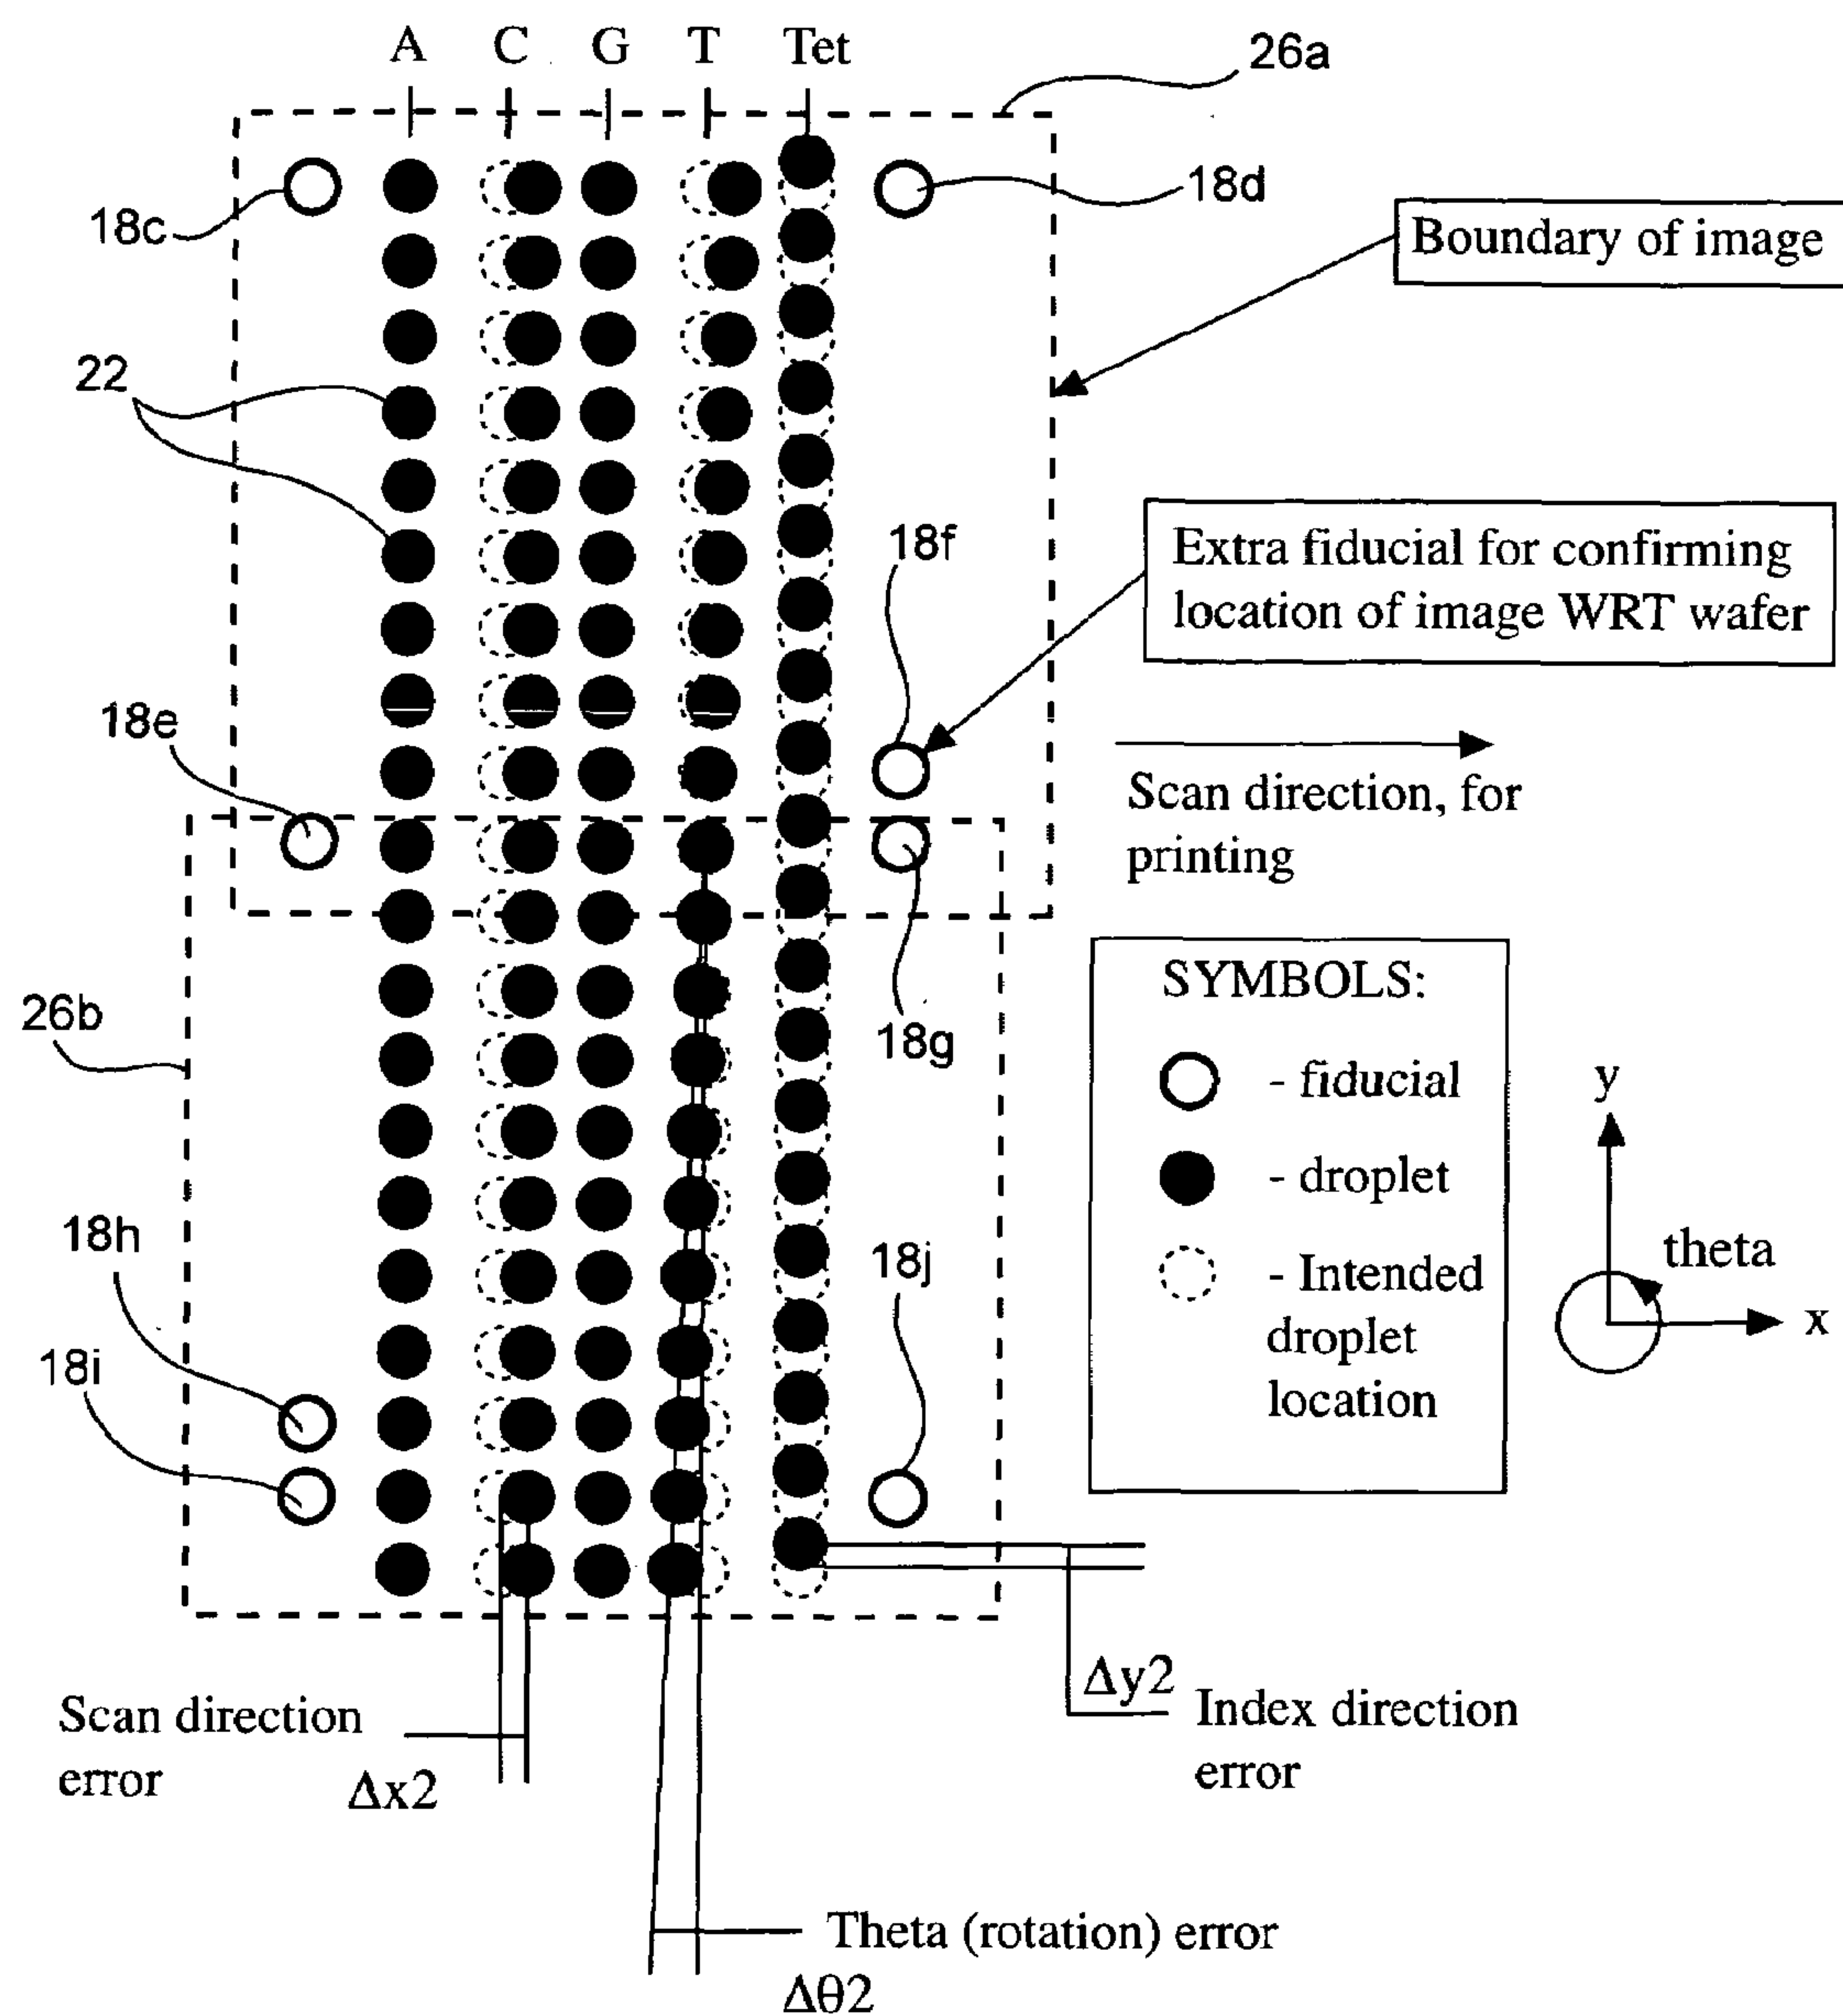 A C G T Tet
26a
18c
18d
Boundary of image
22
18f
Extra fiducial for confirming
location of image WRT wafer
18e
Scan direction, for
printing
SYMBOLS:
- fiducial
- droplet
- Intended
droplet
location
26b
18g
y
theta
x
18h
18j
18i
Δy2
Scan direction
error
Δx2
Index direction
error
Theta (rotation) error
Δθ2